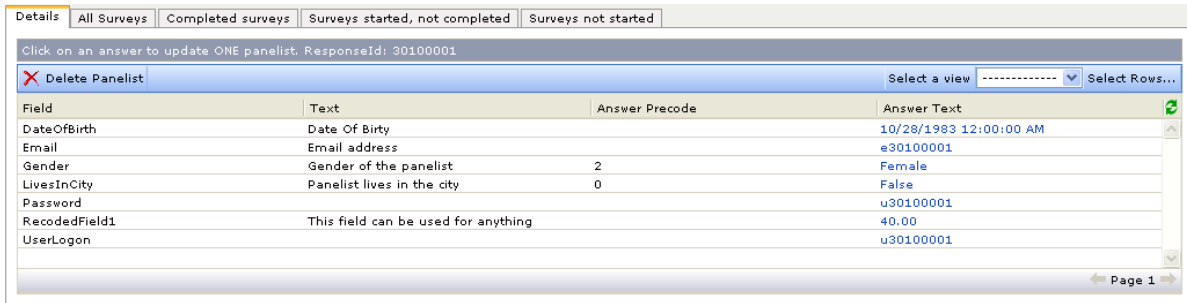 Details All Surveys Completed surveys Surveys started, not completed Surveys not started
Click on an answer to update ONE panelist. ResponseId: 30100001
Delete Panelist Select a view ------------- Select Rows...
Field Text Answer Precode Answer Text
DateOfBirth Date Of Birty 10/28/1983 12:00:00 AM
Email Email address e30100001
Gender Gender of the panelist 2 Female
LivesInCity Panelist lives in the city 0 False
Password u30100001
RecodedField1 This field can be used for anything 40.00
UserLogon u30100001
Page 1